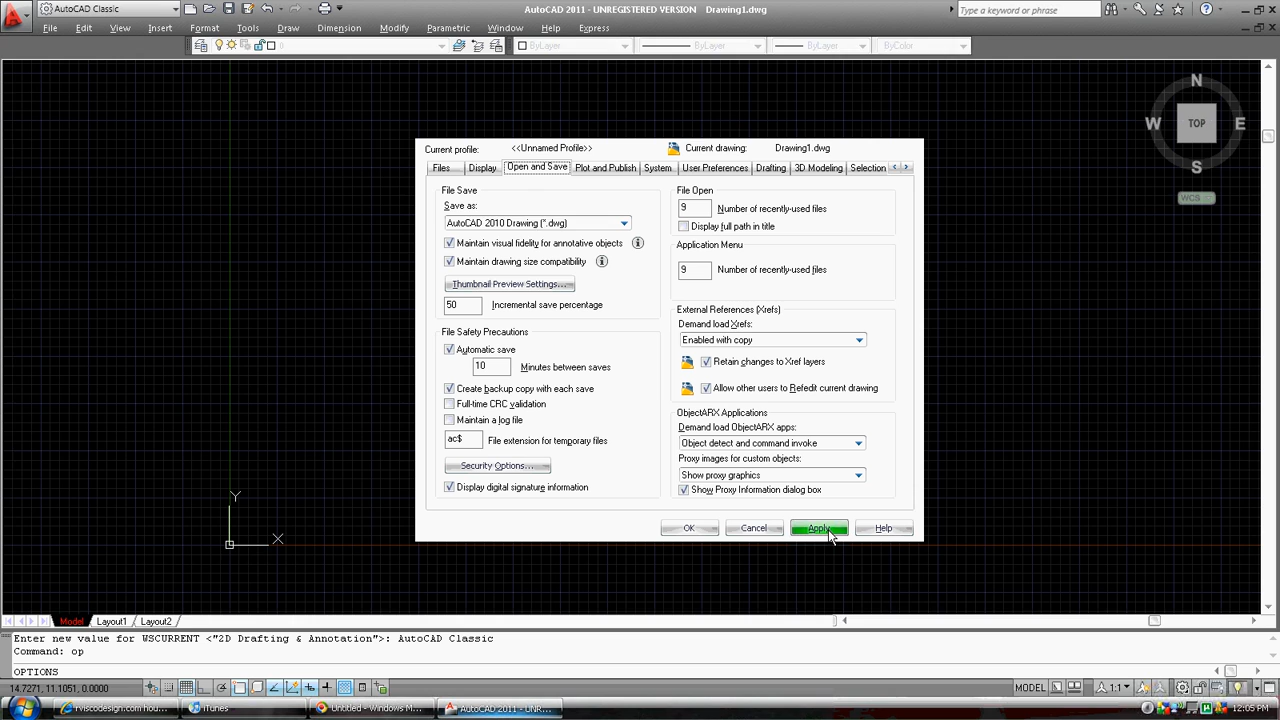 AutoCAD Classic
AutoCAD 2011 - UNREGISTERED VERSION Drawing1.dwg
Type a keyword or phrase
File Edit View Insert Format Tools Draw Dimension Modify Parametric Window Help Express
0
ByLayer
ByLayer
ByLayer
ByColor
N
W TOP E
S
WCS
Current profile: <<Unnamed Profile>> Current drawing: Drawing1.dwg
Files Display Open and Save Plot and Publish System User Preferences Drafting 3D Modeling Selection
File Save
Save as:
AutoCAD 2010 Drawing (*.dwg)
Maintain visual fidelity for annotative objects
Maintain drawing size compatibility
Thumbnail Preview Settings...
50 Incremental save percentage
File Safety Precautions
Automatic save
10 Minutes between saves
Create backup copy with each save
Full-time CRC validation
Maintain a log file
ac$ File extension for temporary files
Security Options...
Display digital signature information
File Open
9 Number of recently-used files
Display full path in title
Application Menu
9 Number of recently-used files
External References (Xrefs)
Demand load Xrefs:
Enabled with copy
Retain changes to Xref layers
Allow other users to Refedit current drawing
ObjectARX Applications
Demand load ObjectARX apps:
Object detect and command invoke
Proxy images for custom objects:
Show proxy graphics
Show Proxy Information dialog box
OK Cancel Apply Help
Y
X
Model Layout1 Layout2
Enter new value for WSCURRENT <"2D Drafting & Annotation">: AutoCAD Classic
Command: op
OPTIONS
14.7271, 11.1051, 0.0000
MODEL
1:1
rviscodesign.com hou...
iTunes
Untitled - Windows M...
AutoCAD 2011 - UNR...
12:05 PM